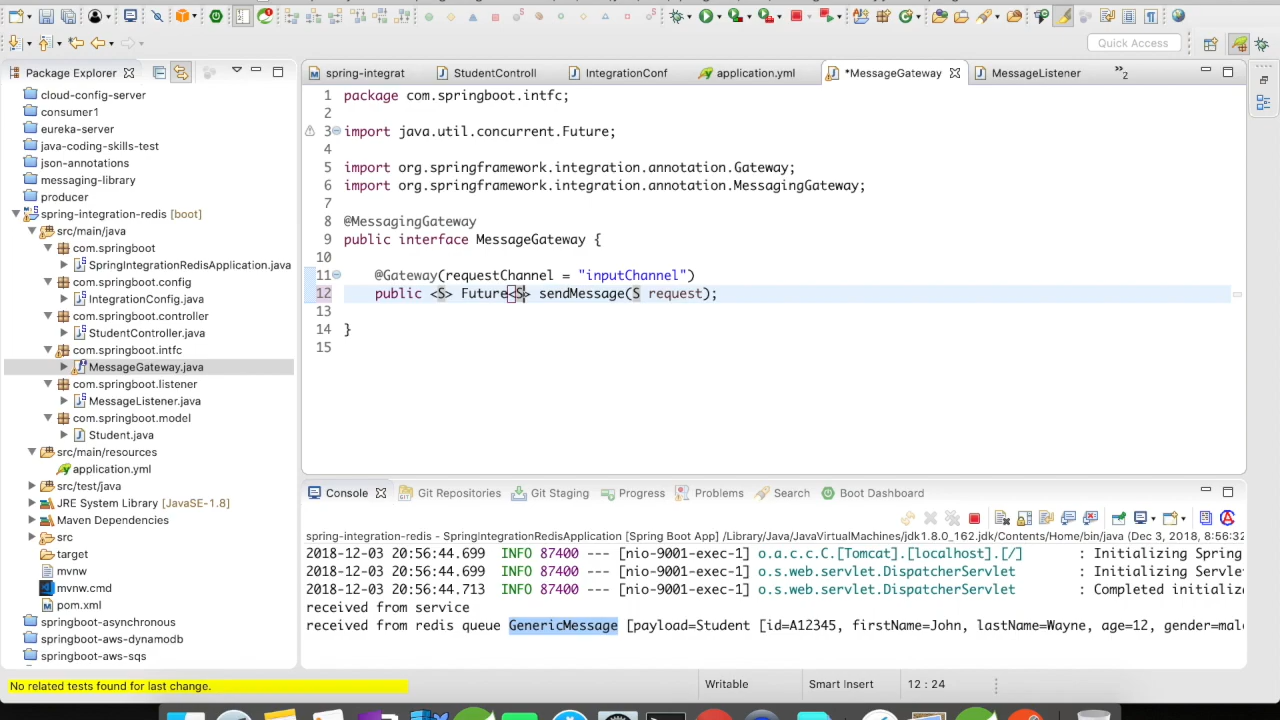 Quick Access
Package Explorer
spring-integrat
StudentControll
IntegrationConf
application.yml
*MessageGateway
MessageListener
»2
cloud-config-server
consumer1
eureka-server
java-coding-skills-test
json-annotations
messaging-library
producer
spring-integration-redis [boot]
src/main/java
com.springboot
SpringIntegrationRedisApplication.java
com.springboot.config
IntegrationConfig.java
com.springboot.controller
StudentController.java
com.springboot.intfc
MessageGateway.java
com.springboot.listener
MessageListener.java
com.springboot.model
Student.java
src/main/resources
application.yml
src/test/java
JRE System Library [JavaSE-1.8]
Maven Dependencies
src
target
mvnw
mvnw.cmd
pom.xml
springboot-asynchronous
springboot-aws-dynamodb
springboot-aws-sqs
1 package com.springboot.intfc;
2
3 import java.util.concurrent.Future;
4
5 import org.springframework.integration.annotation.Gateway;
6 import org.springframework.integration.annotation.MessagingGateway;
7
8 @MessagingGateway
9 public interface MessageGateway {
10
11 @Gateway(requestChannel = "inputChannel")
12 public <S> Future<S> sendMessage(S request);
13
14 }
15
Console
Git Repositories
Git Staging
Progress
Problems
Search
Boot Dashboard
spring-integration-redis - SpringIntegrationRedisApplication [Spring Boot App] /Library/Java/JavaVirtualMachines/jdk1.8.0_162.jdk/Contents/Home/bin/java (Dec 3, 2018, 8:56:32
2018-12-03 20:56:44.699 INFO 87400 --- [nio-9001-exec-1] o.a.c.c.C.[Tomcat].[localhost].[/] : Initializing Spring
2018-12-03 20:56:44.699 INFO 87400 --- [nio-9001-exec-1] o.s.web.servlet.DispatcherServlet : Initializing Servle
2018-12-03 20:56:44.713 INFO 87400 --- [nio-9001-exec-1] o.s.web.servlet.DispatcherServlet : Completed initializ
received from service
received from redis queue GenericMessage [payload=Student [id=A12345, firstName=John, lastName=Wayne, age=12, gender=mal
No related tests found for last change.
Writable
Smart Insert
12 : 24